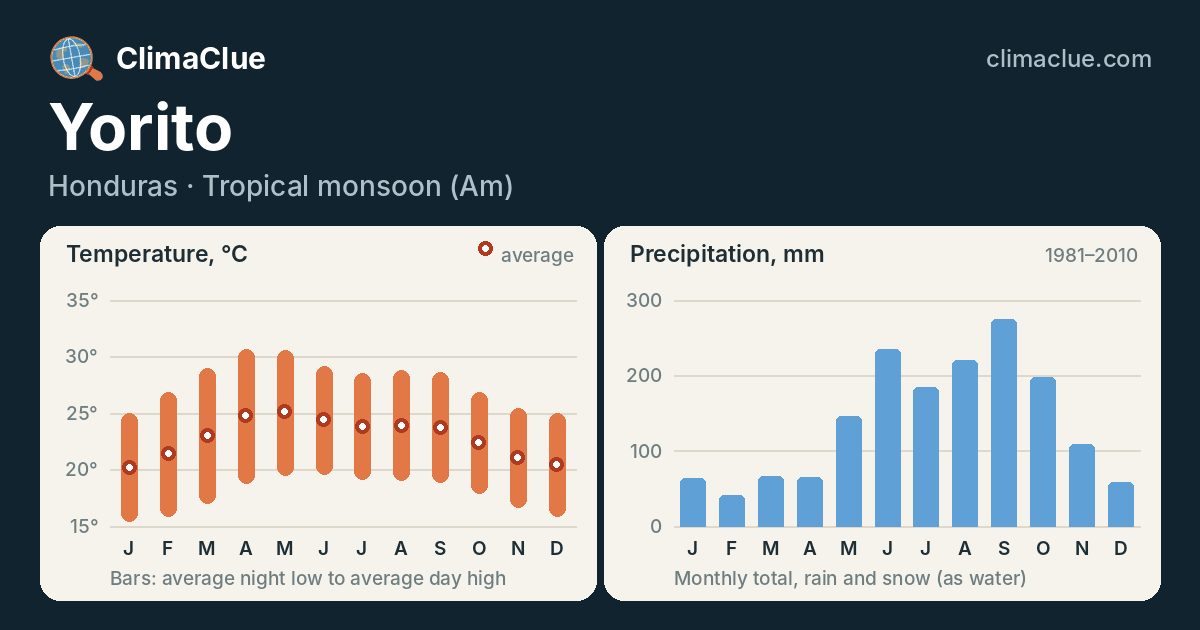 ClimaClue
climaclue.com
Yorito
Honduras · Tropical monsoon (Am)
Temperature, °C
average
35°
30°
25°
20°
15°
J F M A M J J A S O N D
Bars: average night low to average day high
Precipitation, mm
1981–2010
300
200
100
0
J F M A M J J A S O N D
Monthly total, rain and snow (as water)